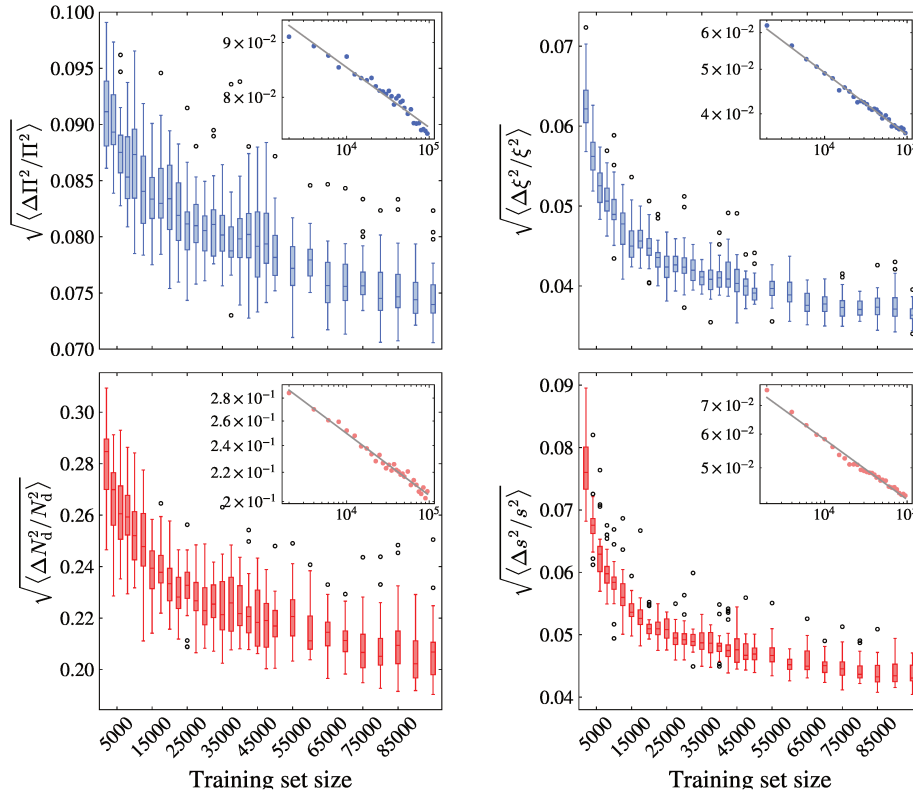 √⟨ΔΠ²/Π²⟩
0.100
0.095
0.090
0.085
0.080
0.075
0.070
9 × 10⁻²
8 × 10⁻²
10⁴
10⁵
√⟨Δξ²/ξ²⟩
0.07
0.06
0.05
0.04
6 × 10⁻²
5 × 10⁻²
4 × 10⁻²
10⁴
10⁵
√⟨ΔN_d²/N_d²⟩
0.30
0.28
0.26
0.24
0.22
0.20
2.8 × 10⁻¹
2.6 × 10⁻¹
2.4 × 10⁻¹
2.2 × 10⁻¹
2 × 10⁻¹
10⁴
10⁵
5000
15000
25000
35000
45000
55000
65000
75000
85000
Training set size
√⟨Δs²/s²⟩
0.09
0.08
0.07
0.06
0.05
0.04
7 × 10⁻²
6 × 10⁻²
5 × 10⁻²
10⁴
10⁵
5000
15000
25000
35000
45000
55000
65000
75000
85000
Training set size